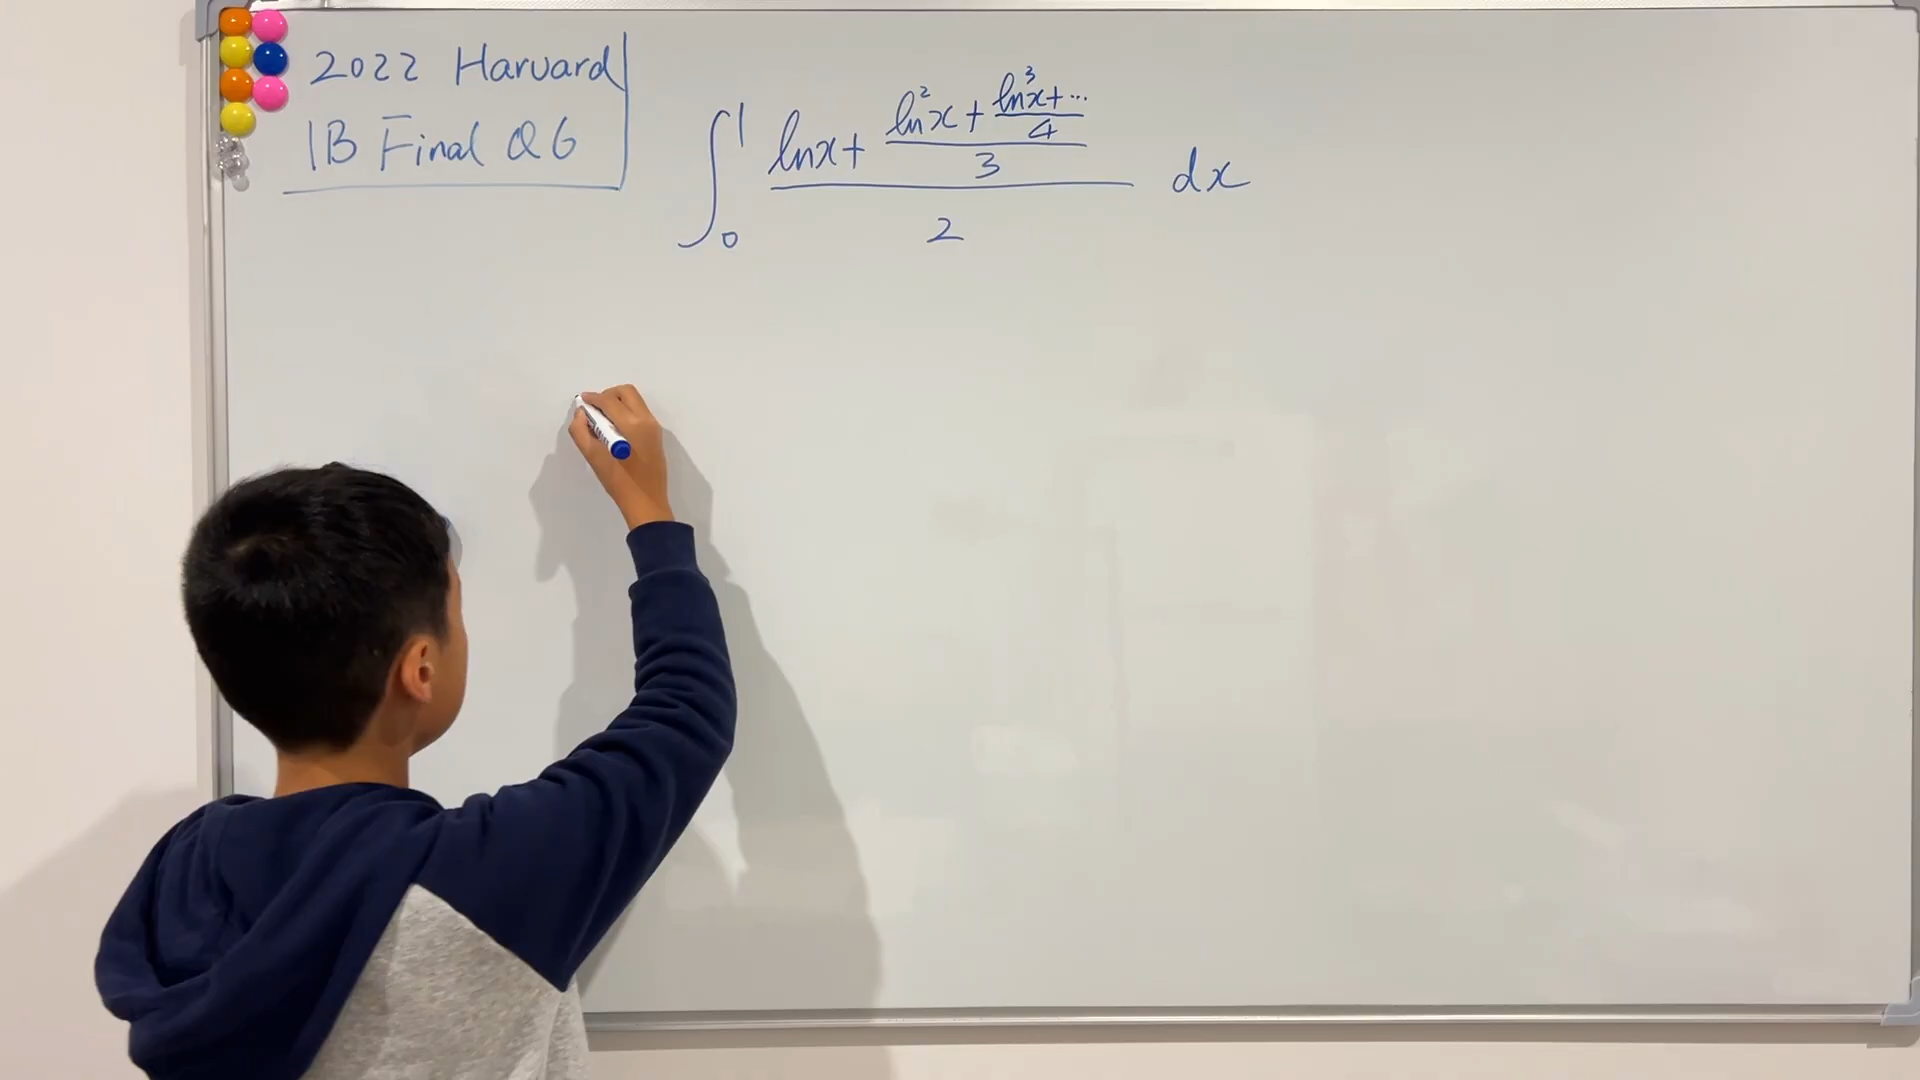 2022 Harvard
IB Final Q6
∫₀¹ (ln x + (ln²x + (ln³x + ...)/4)/3)/2 dx